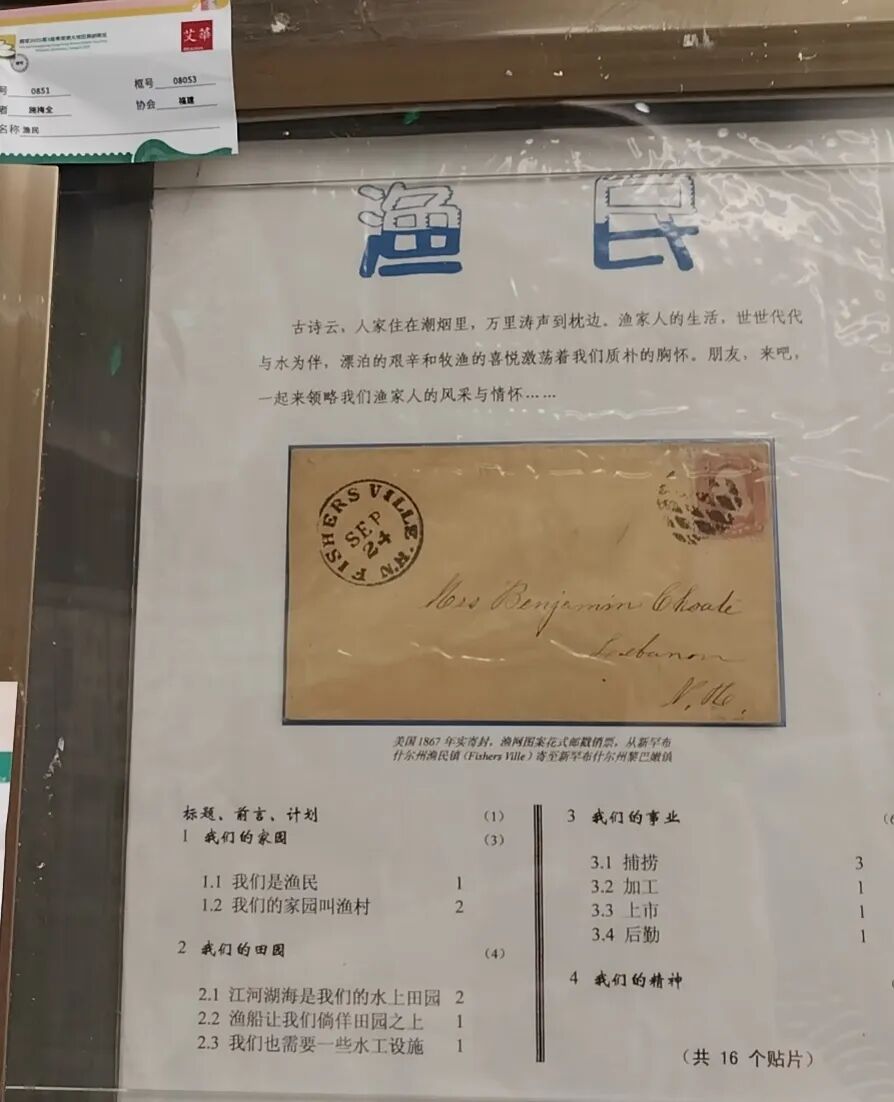 艾华
号 0851
框号 08053
者
协会 福建
名称 渔民
渔 民
古诗云，人家住在潮烟里，万里涛声到枕边。渔家人的生活，世世代代
与水为伴，漂泊的艰辛和牧渔的喜悦激荡着我们质朴的胸怀。朋友，来吧，
一起来领略我们渔家人的风采与情怀……
FISHERSVILLE. N.H.
SEP
24
Mrs Benjamin Choate
Lebanon
N. H.
美国 1867 年实寄封，渔网图案花式邮戳销票，从新罕布
什尔州渔民镇 (Fishers Ville) 寄至新罕布什尔州黎巴嫩镇
标题、前言、计划 (1)
1 我们的家园 (3)
1.1 我们是渔民 1
1.2 我们的家园叫渔村 2
2 我们的田园 (4)
2.1 江河湖海是我们的水上田园 2
2.2 渔船让我们倘佯田园之上 1
2.3 我们也需要一些水工设施 1
3 我们的事业 (6
3.1 捕捞 3
3.2 加工 1
3.3 上市 1
3.4 后勤 1
4 我们的精神
（共 16 个贴片）